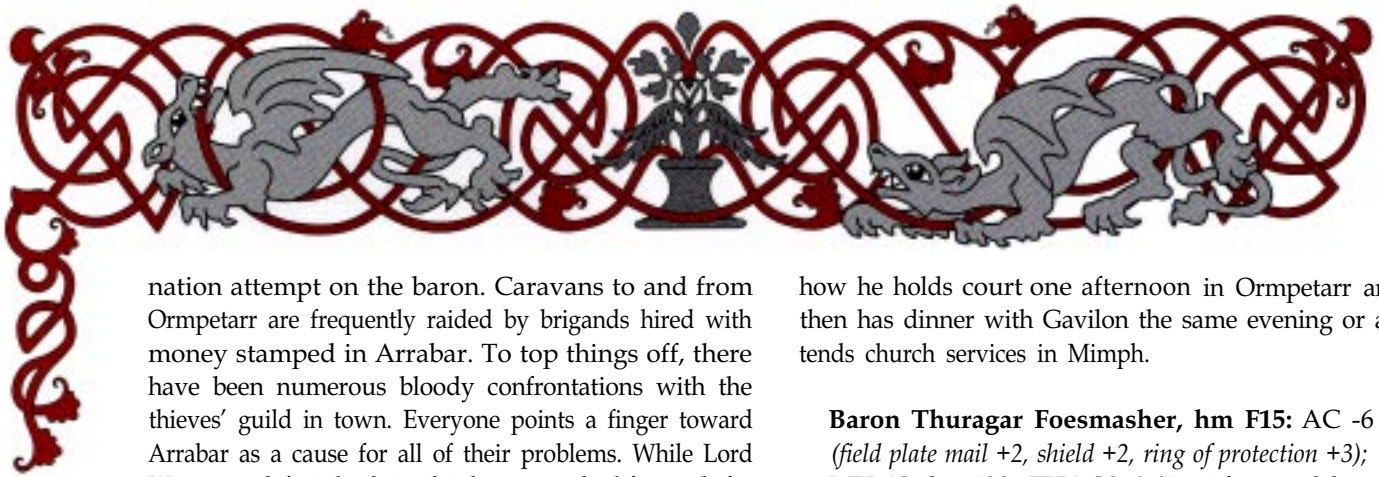 nation attempt on the baron. Caravans to and from
Ormpetarr are frequently raided by brigands hired with
money stamped in Arrabar. To top things off, there
have been numerous bloody confrontations with the
thieves’ guild in town. Everyone points a finger toward
Arrabar as a cause for all of their problems. While Lord
how he holds court one afternoon in Ormpetarr
then has dinner with Gavilon the same evening or
tends church services in Mimph.
Baron Thuragar Foesmasher, hm F15: AC -6
(field plate mail +2, shield +2, ring of protection +3);